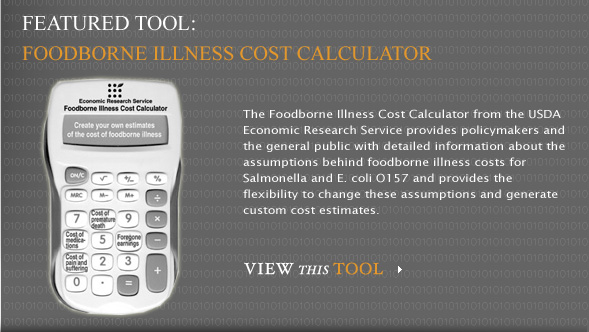 FEATURED TOOL:
FOODBORNE ILLNESS COST CALCULATOR
Economic Research Service
Foodborne Illness Cost Calculator
Create your own estimates
of the cost of foodborne illness
ON/C √ +/− %
MRC M− M+ ÷
7 Cost of premature death 9 ×
Cost of medica-tions 5 Foregone earnings −
Cost of pain and suffering 2 3 +
0 . =
The Foodborne Illness Cost Calculator from the USDA
Economic Research Service provides policymakers and
the general public with detailed information about the
assumptions behind foodborne illness costs for
Salmonella and E. coli O157 and provides the
flexibility to change these assumptions and generate
custom cost estimates.
VIEW THIS TOOL